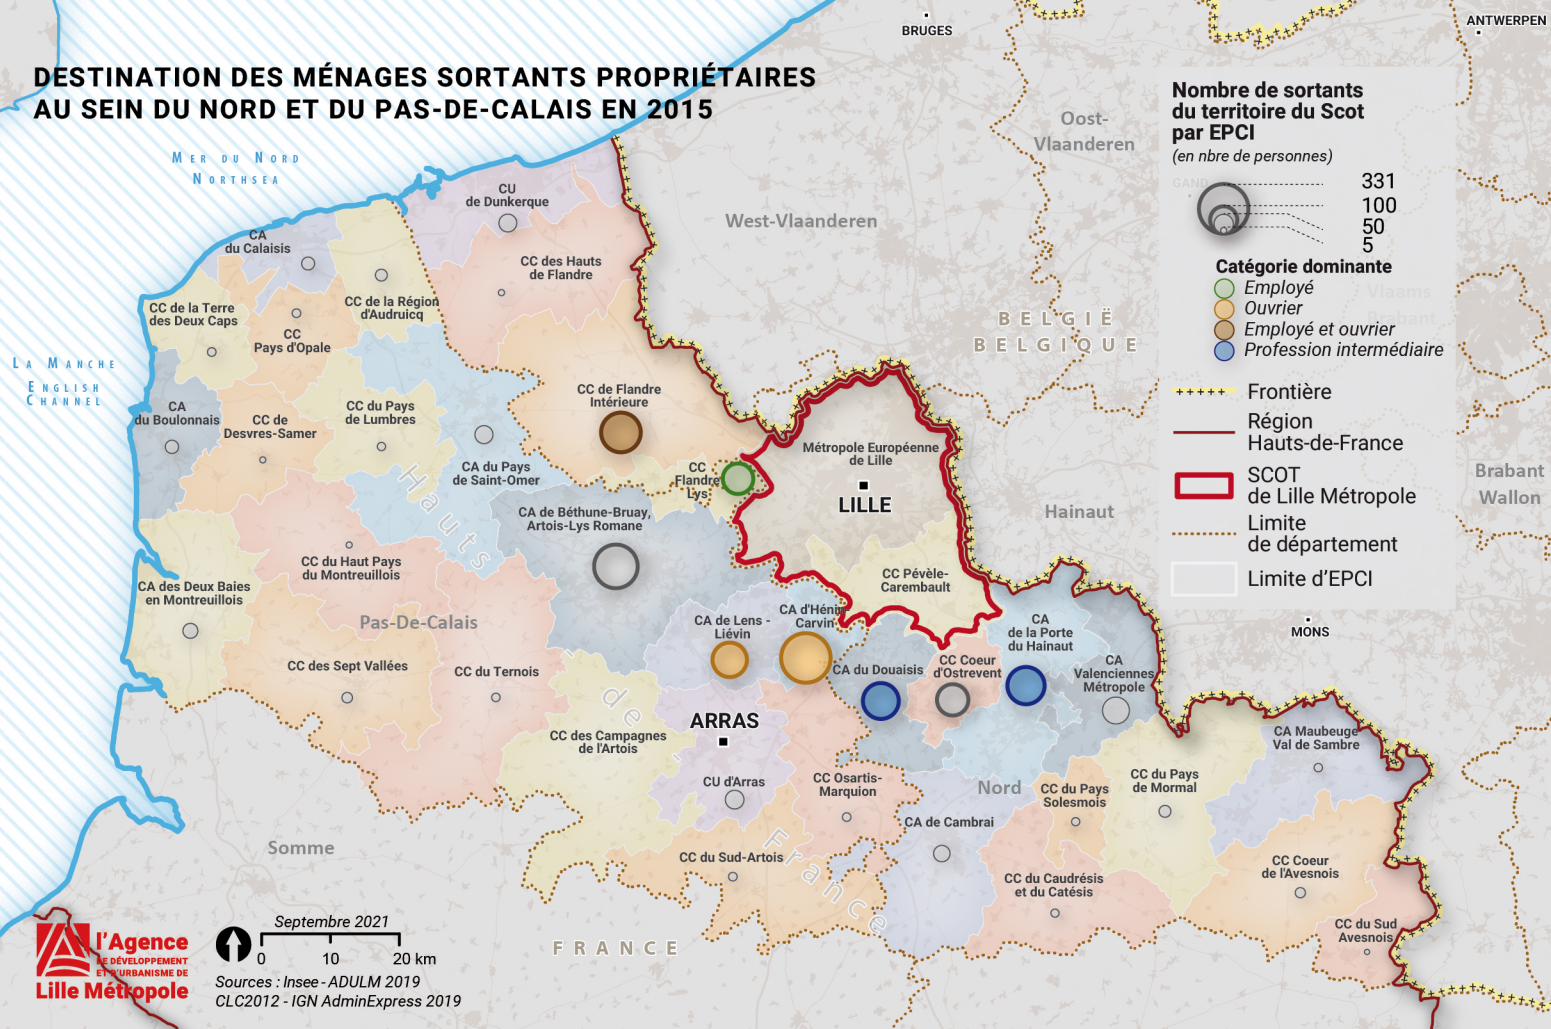 DESTINATION DES MÉNAGES SORTANTS PROPRIÉTAIRES
AU SEIN DU NORD ET DU PAS-DE-CALAIS EN 2015
BRUGES
ANTWERPEN
Nombre de sortants
du territoire du Scot
par EPCI
(en nbre de personnes)
GAND
331
100
50
5
Catégorie dominante
Employé
Ouvrier
Employé et ouvrier
Profession intermédiaire
Vlaams
Brabant
Frontière
Région
Hauts-de-France
SCOT
de Lille Métropole
Limite
de département
Limite d'EPCI
Oost-
Vlaanderen
West-Vlaanderen
BELGIË
BELGIQUE
Hainaut
Brabant
Wallon
MONS
MER DU NORD
NORTHSEA
LA MANCHE
ENGLISH
CHANNEL
CU
de Dunkerque
CA
du Calaisis
CC des Hauts
de Flandre
CC de la Terre
des Deux Caps
CC de la Région
d'Audruicq
CC
Pays d'Opale
CA
du Boulonnais
CC de
Desvres-Samer
CC du Pays
de Lumbres
CC de Flandre
Intérieure
CA du Pays
de Saint-Omer
CC
Flandre
Lys
Métropole Européenne
de Lille
LILLE
CA de Béthune-Bruay,
Artois-Lys Romane
CC du Haut Pays
du Montreuillois
CC Pévèle-
Carembault
CA des Deux Baies
en Montreuillois
Pas-De-Calais
CA de Lens -
Liévin
CA d'Hénin-
Carvin
CA
de la Porte
du Hainaut
CC des Sept Vallées
CC du Ternois
CA du Douaisis
CC Coeur
d'Ostrevent
CA
Valenciennes
Métropole
ARRAS
CC des Campagnes
de l'Artois
CU d'Arras
CC Osartis-
Marquion
Nord
CC du Pays
Solesmois
CC du Pays
de Mormal
CA Maubeuge
Val de Sambre
CA de Cambrai
Somme
CC du Sud-Artois
CC du Caudrésis
et du Catésis
CC Coeur
de l'Avesnois
CC du Sud
Avesnois
Hauts
de
France
FRANCE
l'Agence
DE DÉVELOPPEMENT
ET D'URBANISME DE
Lille Métropole
Septembre 2021
0 10 20 km
Sources : Insee - ADULM 2019
CLC2012 - IGN AdminExpress 2019